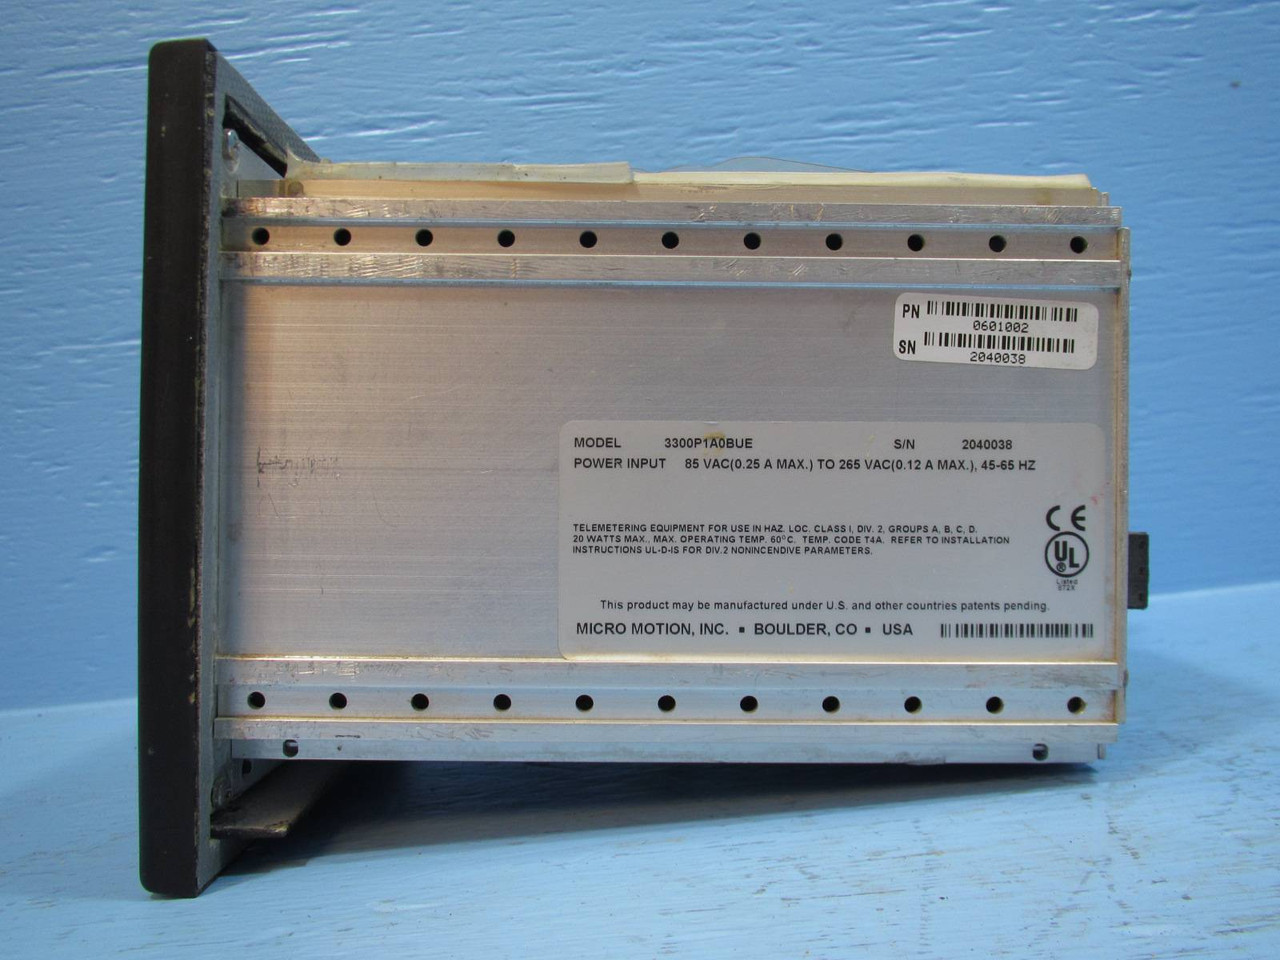 PN
0601002
SN
2040038
MODEL 3300P1A0BUE S/N 2040038
POWER INPUT 85 VAC(0.25 A MAX.) TO 265 VAC(0.12 A MAX.), 45-65 HZ
TELEMETERING EQUIPMENT FOR USE IN HAZ. LOC. CLASS I, DIV. 2, GROUPS A, B, C, D.
20 WATTS MAX., MAX. OPERATING TEMP. 60°C. TEMP. CODE T4A. REFER TO INSTALLATION
INSTRUCTIONS UL-D-IS FOR DIV.2 NONINCENDIVE PARAMETERS.
CE
UL
®
Listed
972X
This product may be manufactured under U.S. and other countries patents pending.
MICRO MOTION, INC. ▪ BOULDER, CO ▪ USA